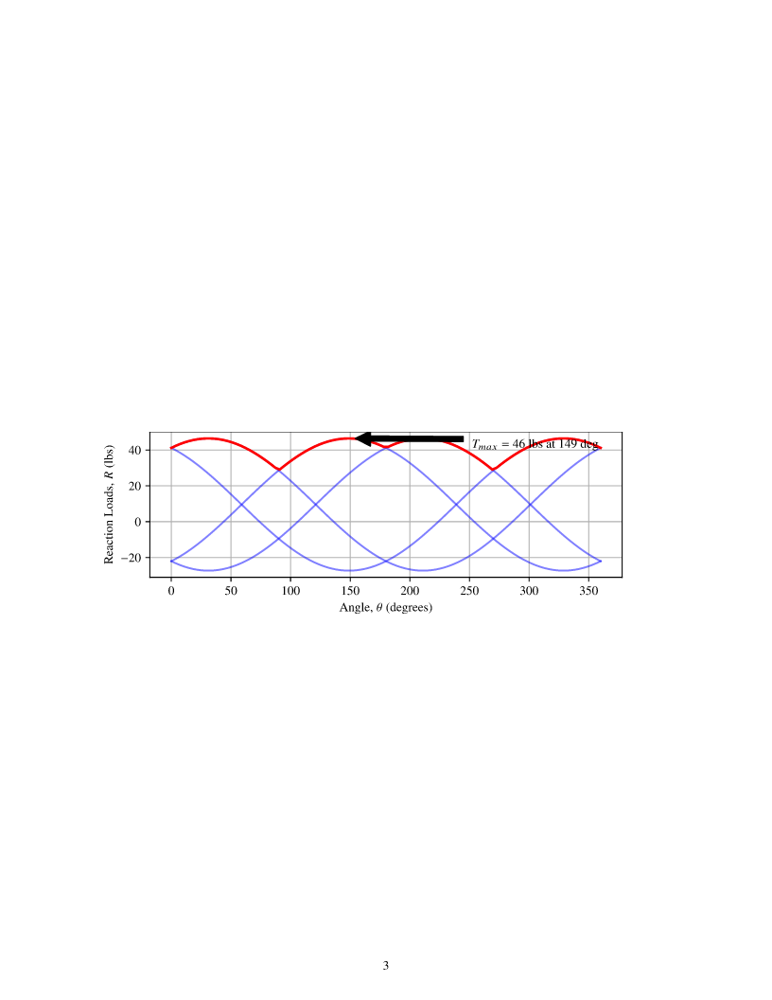 T_max = 46 lbs at 149 deg
40
20
0
−20
Reaction Loads, R (lbs)
0 50 100 150 200 250 300 350
Angle, θ (degrees)
3